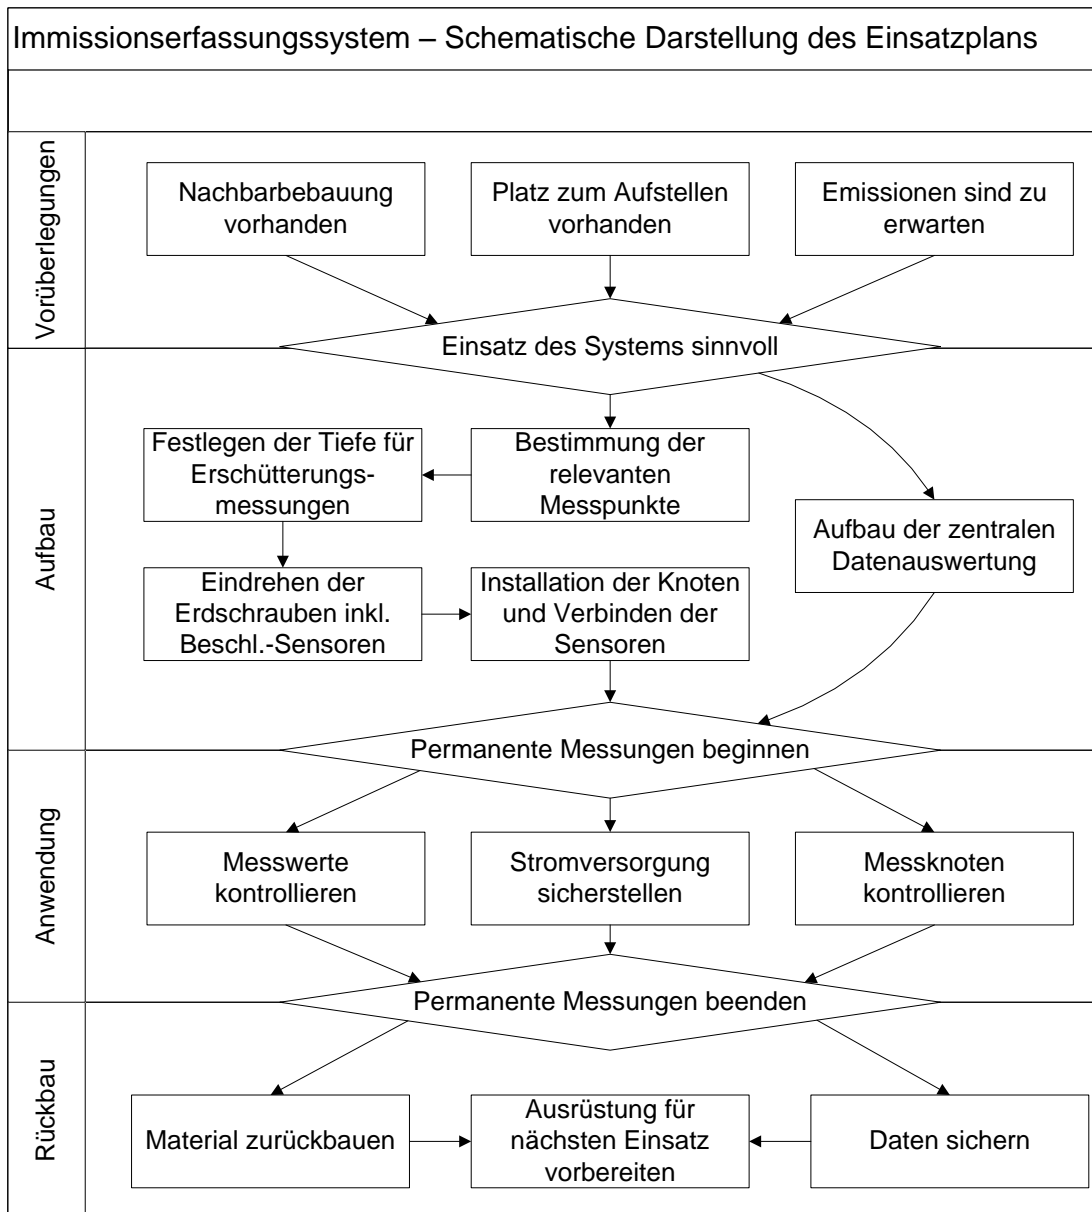 Immissionserfassungssystem – Schematische Darstellung des Einsatzplans
Vorüberlegungen
Nachbarbebauung
vorhanden
Platz zum Aufstellen
vorhanden
Emissionen sind zu
erwarten
Einsatz des Systems sinnvoll
Aufbau
Festlegen der Tiefe für
Erschütterungs-
messungen
Bestimmung der
relevanten
Messpunkte
Aufbau der zentralen
Datenauswertung
Eindrehen der
Erdschrauben inkl.
Beschl.-Sensoren
Installation der Knoten
und Verbinden der
Sensoren
Permanente Messungen beginnen
Anwendung
Messwerte
kontrollieren
Stromversorgung
sicherstellen
Messknoten
kontrollieren
Permanente Messungen beenden
Rückbau
Material zurückbauen
Ausrüstung für
nächsten Einsatz
vorbereiten
Daten sichern